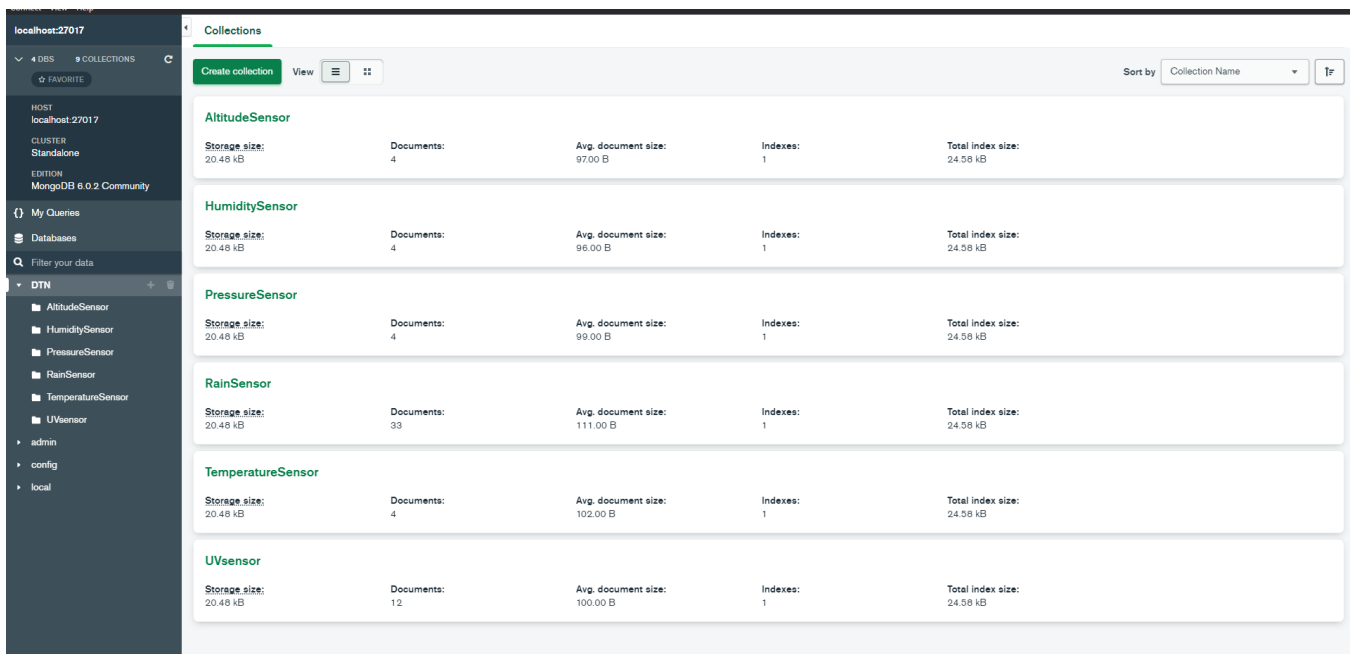 Connect View Help
localhost:27017
Collections
4 DBS 9 COLLECTIONS
FAVORITE
HOST
localhost:27017
CLUSTER
Standalone
EDITION
MongoDB 6.0.2 Community
{} My Queries
Databases
Filter your data
DTN
AltitudeSensor
HumiditySensor
PressureSensor
RainSensor
TemperatureSensor
UVsensor
admin
config
local
Create collection View Sort by Collection Name
AltitudeSensor
Storage size: Documents: Avg. document size: Indexes: Total index size:
20.48 kB 4 97.00 B 1 24.58 kB
HumiditySensor
Storage size: Documents: Avg. document size: Indexes: Total index size:
20.48 kB 4 96.00 B 1 24.58 kB
PressureSensor
Storage size: Documents: Avg. document size: Indexes: Total index size:
20.48 kB 4 99.00 B 1 24.58 kB
RainSensor
Storage size: Documents: Avg. document size: Indexes: Total index size:
20.48 kB 33 111.00 B 1 24.58 kB
TemperatureSensor
Storage size: Documents: Avg. document size: Indexes: Total index size:
20.48 kB 4 102.00 B 1 24.58 kB
UVsensor
Storage size: Documents: Avg. document size: Indexes: Total index size:
20.48 kB 12 100.00 B 1 24.58 kB